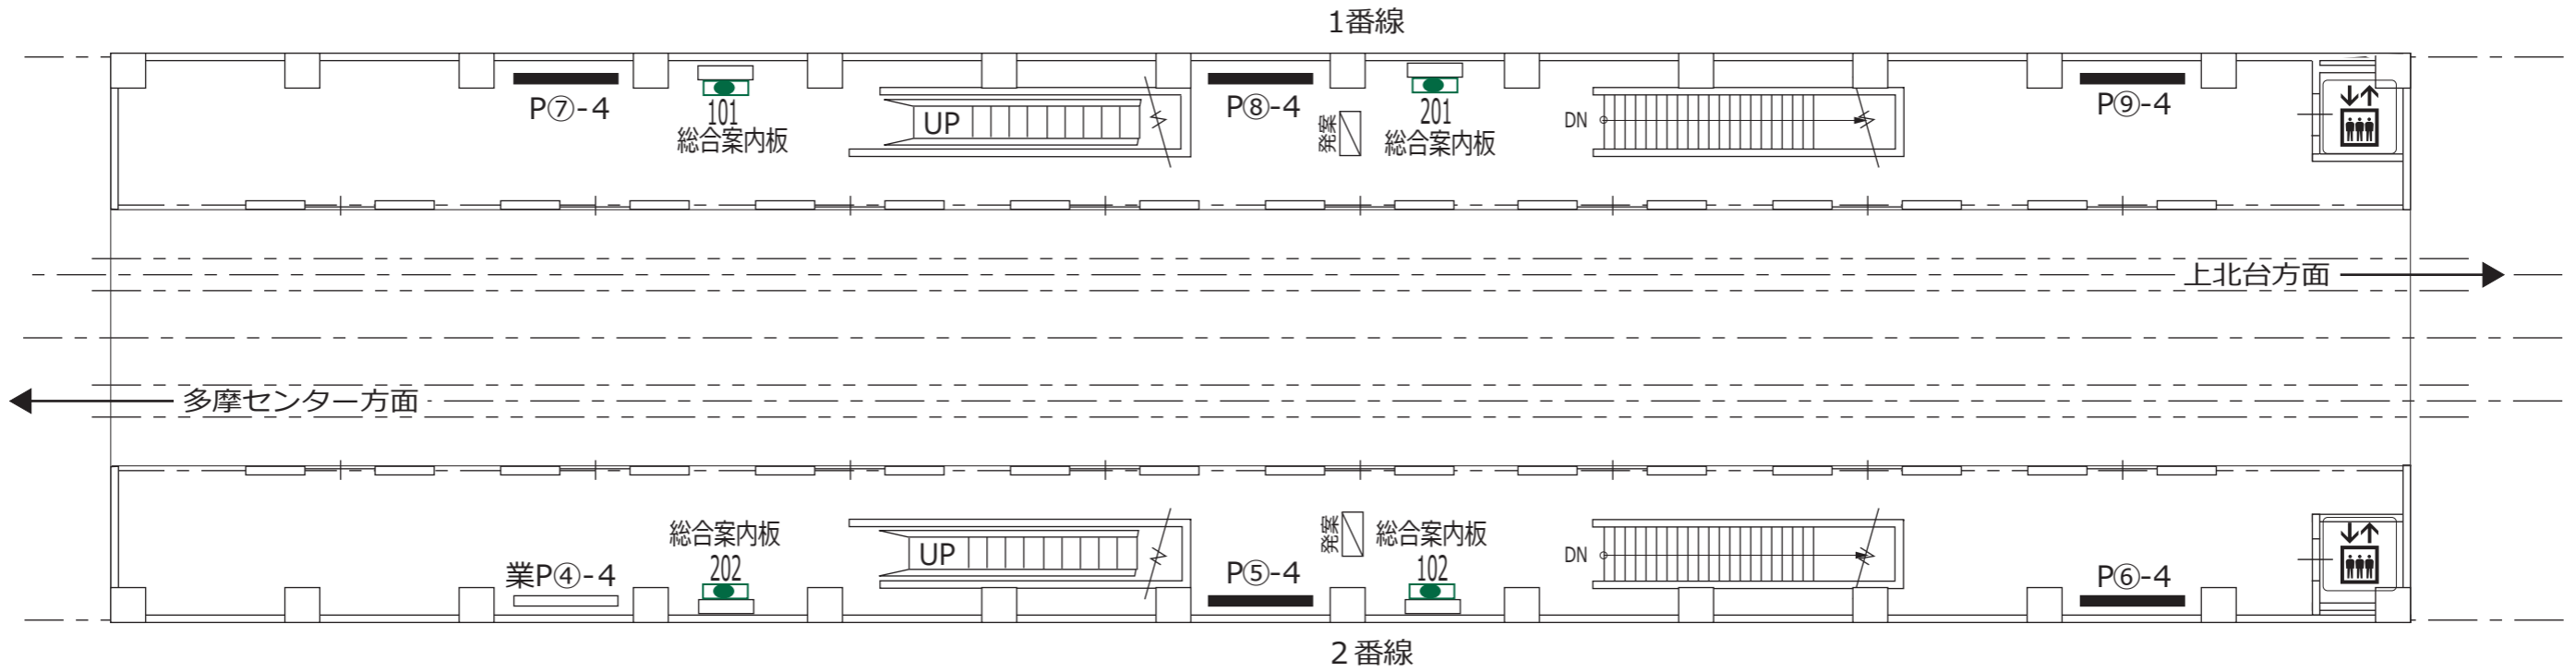 1番線
P⑦-4
101
総合案内板
UP
P⑧-4
発案
201
総合案内板
DN
P⑨-4
上北台方面
多摩センター方面
業P④-4
総合案内板
202
UP
P⑤-4
発案
総合案内板
102
DN
P⑥-4
2番線